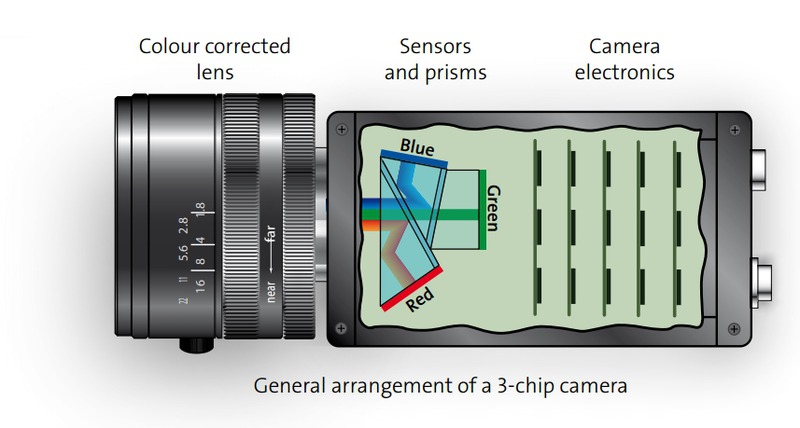 Colour corrected
lens
Sensors
and prisms
Camera
electronics
Blue
Green
Red
1.8
2.8
4
5.6
8
11
16
22
far
near
General arrangement of a 3-chip camera